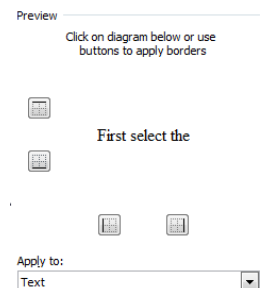 Preview
Click on diagram below or use
buttons to apply borders
First select the
Apply to:
Text